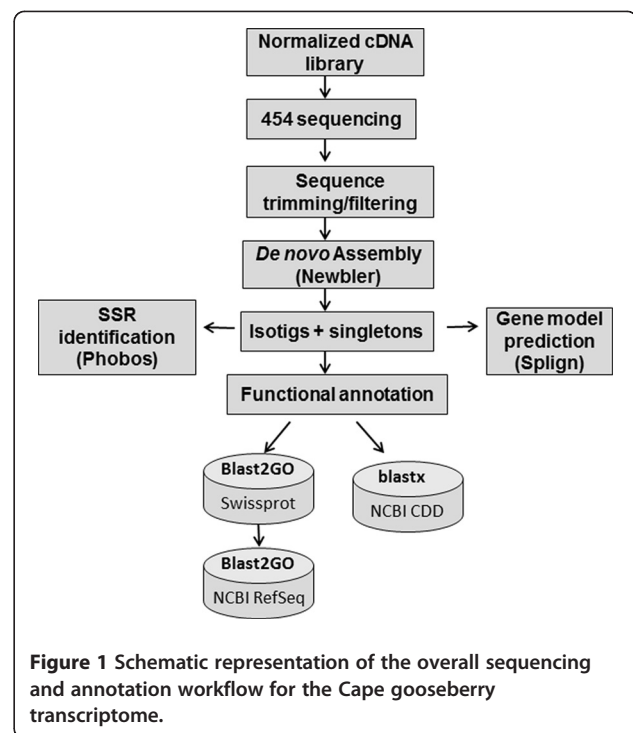 Normalized cDNA
library
454 sequencing
Sequence
trimming/filtering
De novo Assembly
(Newbler)
SSR
identification
(Phobos)
Isotigs + singletons
Gene model
prediction
(Splign)
Functional annotation
Blast2GO
Swissprot
blastx
NCBI CDD
Blast2GO
NCBI RefSeq
Figure 1 Schematic representation of the overall sequencing
and annotation workflow for the Cape gooseberry
transcriptome.